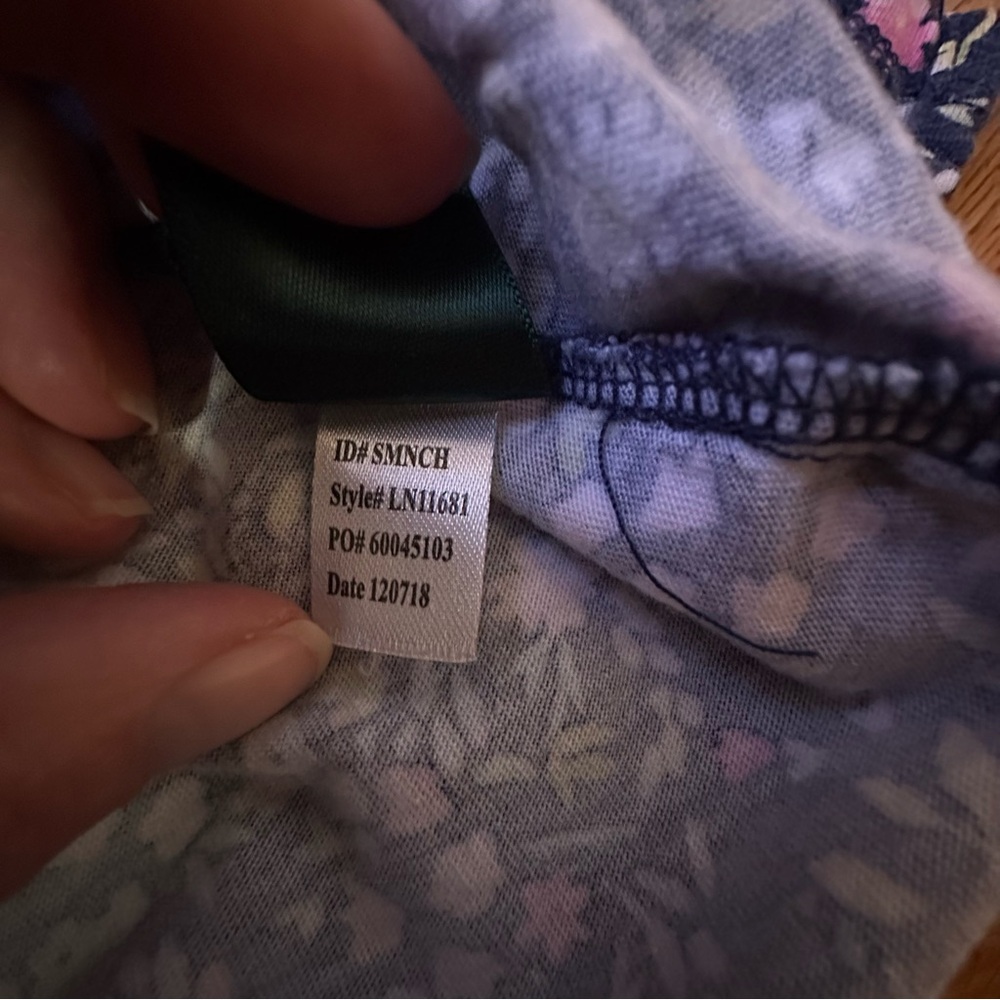 ID# SMNCH
Style# LN11681
PO# 60045103
Date 120718